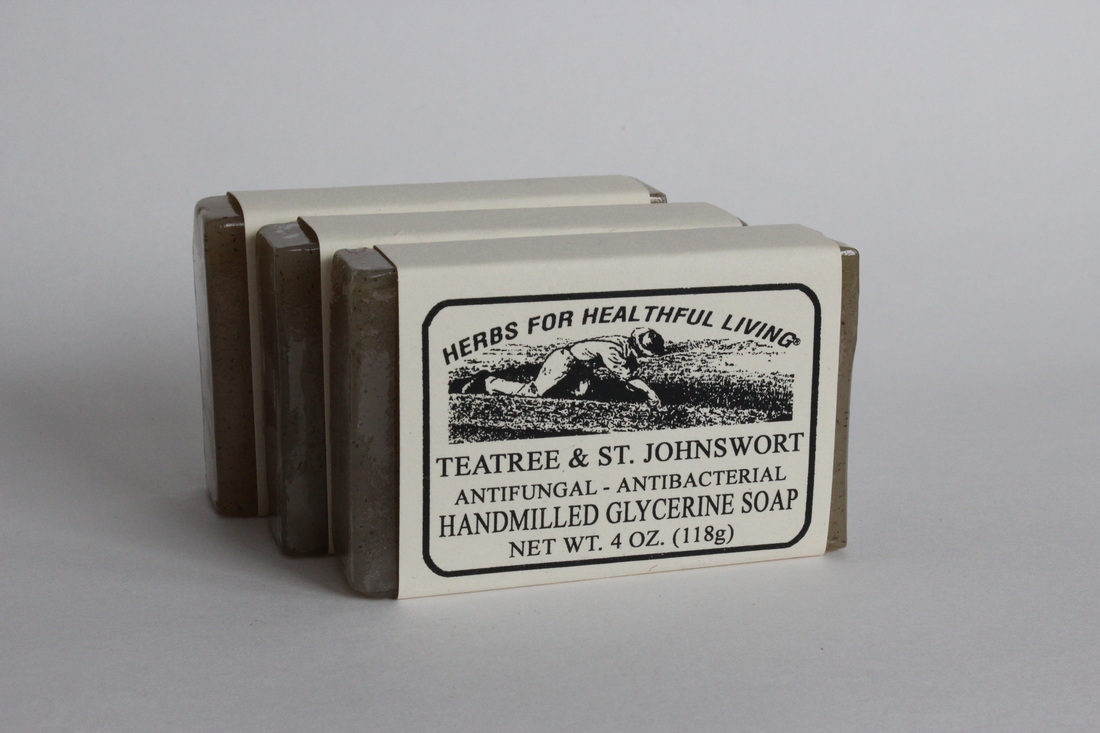 HERBS FOR HEALTHFUL LIVING®
TEATREE & ST. JOHNSWORT
ANTIFUNGAL - ANTIBACTERIAL
HANDMILLED GLYCERINE SOAP
NET WT. 4 OZ. (118g)